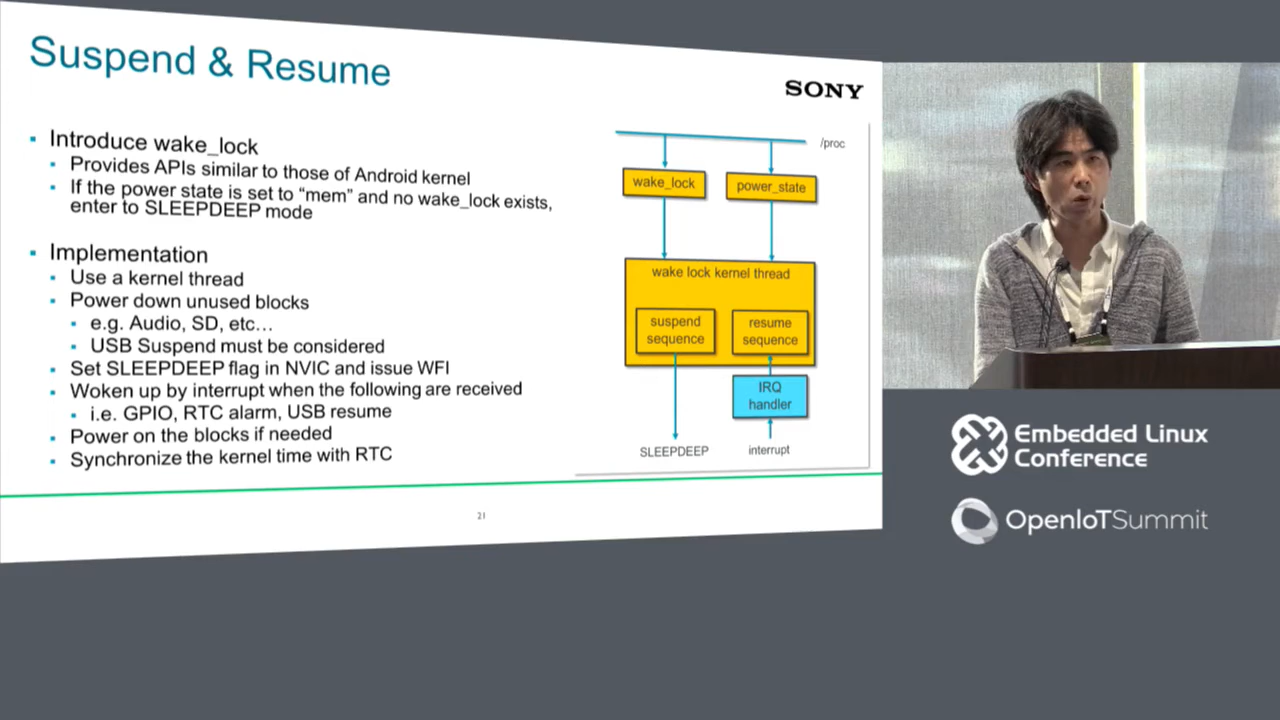 Suspend & Resume
SONY
Introduce wake_lock
Provides APIs similar to those of Android kernel
If the power state is set to “mem” and no wake_lock exists,
enter to SLEEPDEEP mode
Implementation
Use a kernel thread
Power down unused blocks
e.g. Audio, SD, etc…
USB Suspend must be considered
Set SLEEPDEEP flag in NVIC and issue WFI
Woken up by interrupt when the following are received
i.e. GPIO, RTC alarm, USB resume
Power on the blocks if needed
Synchronize the kernel time with RTC
/proc
wake_lock
power_state
wake lock kernel thread
suspend
sequence
resume
sequence
IRQ
handler
SLEEPDEEP
interrupt
21
Embedded Linux
Conference
OpenIoTSummit